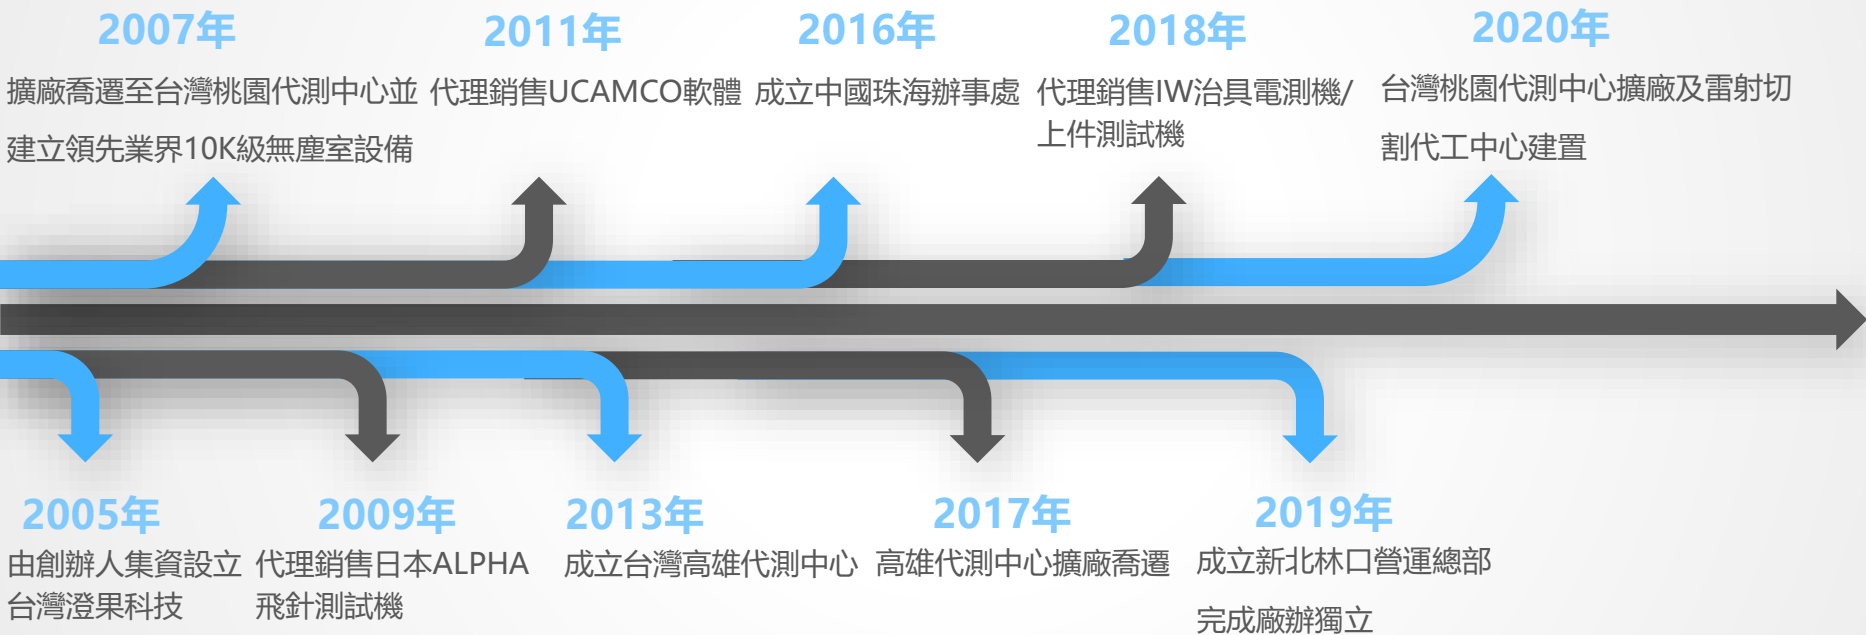 2007年
擴廠喬遷至台灣桃園代測中心並
建立領先業界10K級無塵室設備
2011年
代理銷售UCAMCO軟體
2016年
成立中國珠海辦事處
2018年
代理銷售IW治具電測機/
上件測試機
2020年
台灣桃園代測中心擴廠及雷射切
割代工中心建置
2005年
由創辦人集資設立
台灣澄果科技
2009年
代理銷售日本ALPHA
飛針測試機
2013年
成立台灣高雄代測中心
2017年
高雄代測中心擴廠喬遷
2019年
成立新北林口營運總部
完成廠辦獨立